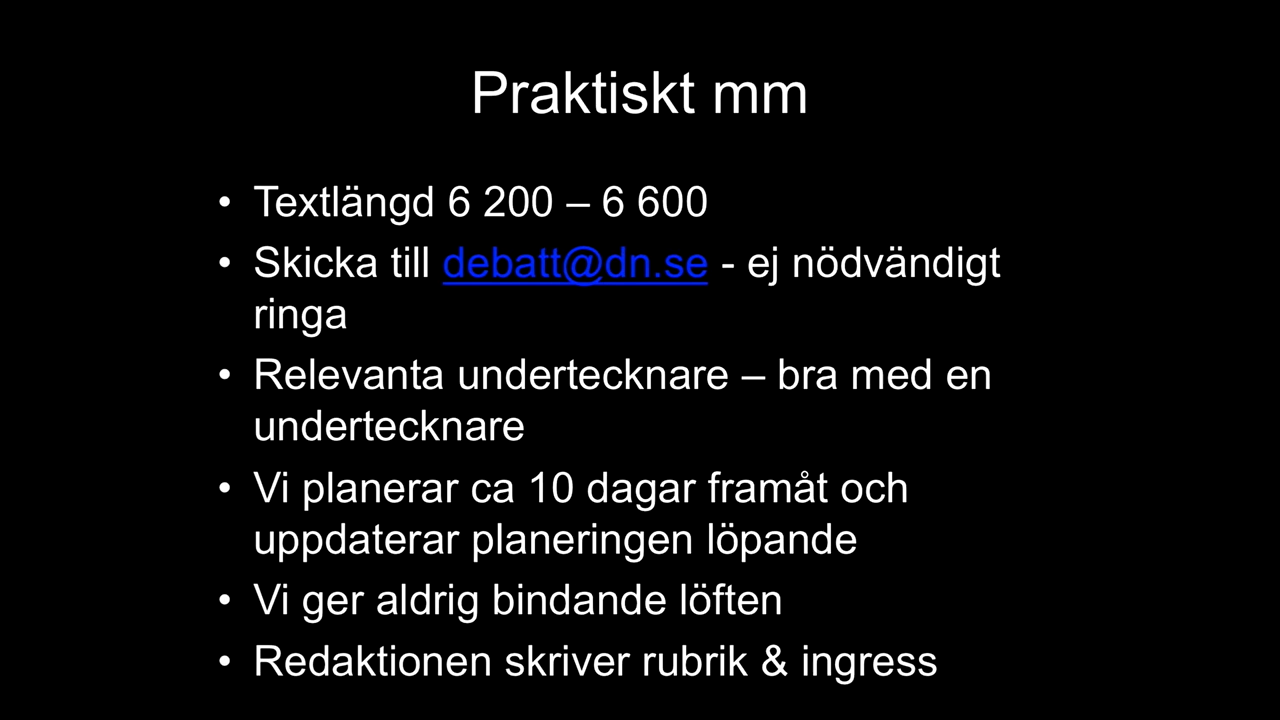 Praktiskt mm
• Textlängd 6 200 – 6 600
• Skicka till debatt@dn.se - ej nödvändigt
ringa
• Relevanta undertecknare – bra med en
undertecknare
• Vi planerar ca 10 dagar framåt och
uppdaterar planeringen löpande
• Vi ger aldrig bindande löften
• Redaktionen skriver rubrik & ingress